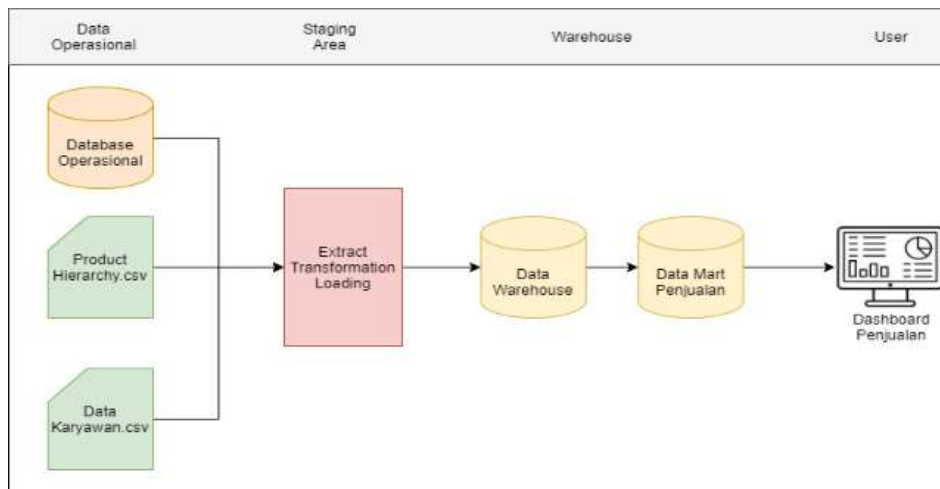 Data
Operasional
Staging
Area
Warehouse
User
Database
Operasional
Product
Hierarchy.csv
Data
Karyawan.csv
Extract
Transformation
Loading
Data
Warehouse
Data Mart
Penjualan
Dashboard
Penjualan